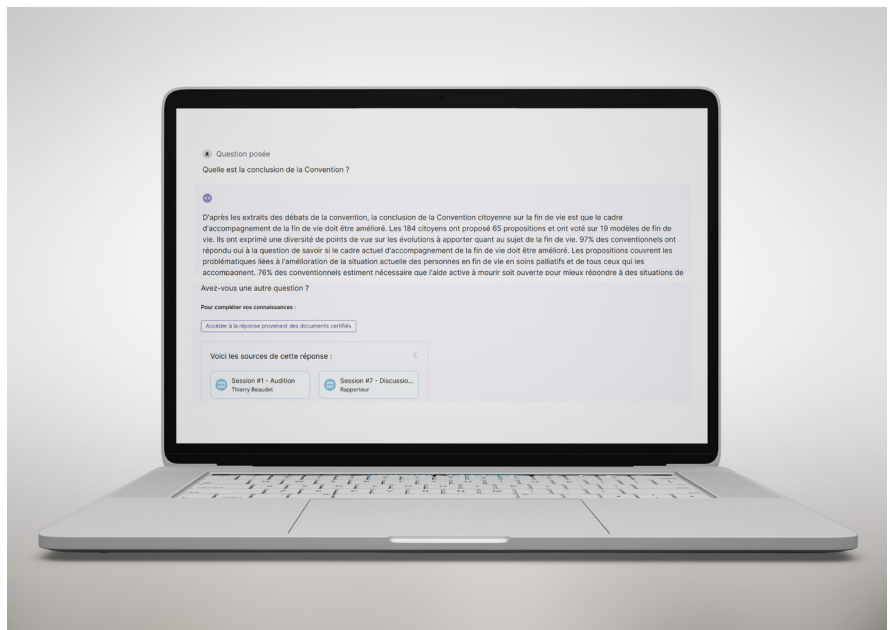 Question posée
Quelle est la conclusion de la Convention ?
D'après les extraits des débats de la convention, la conclusion de la Convention citoyenne sur la fin de vie est que le cadre
d'accompagnement de la fin de vie doit être amélioré. Les 184 citoyens ont proposé 65 propositions et ont voté sur 19 modèles de fin de
vie. Ils ont exprimé une diversité de points de vue sur les évolutions à apporter quant au sujet de la fin de vie. 97% des conventionnels ont
répondu oui à la question de savoir si le cadre actuel d'accompagnement de la fin de vie doit être amélioré. Les propositions couvrent les
problématiques liées à l'amélioration de la situation actuelle des personnes en fin de vie en soins palliatifs et de tous ceux qui les
accompagnent. 76% des conventionnels estiment nécessaire que l'aide active à mourir soit ouverte pour mieux répondre à des situations de
Avez-vous une autre question ?
Pour compléter vos connaissances :
Accéder à la réponse provenant des documents certifiés
Voici les sources de cette réponse :
Session #1 - Audition
Thierry Beaudet
Session #7 - Discussio...
Rapporteur